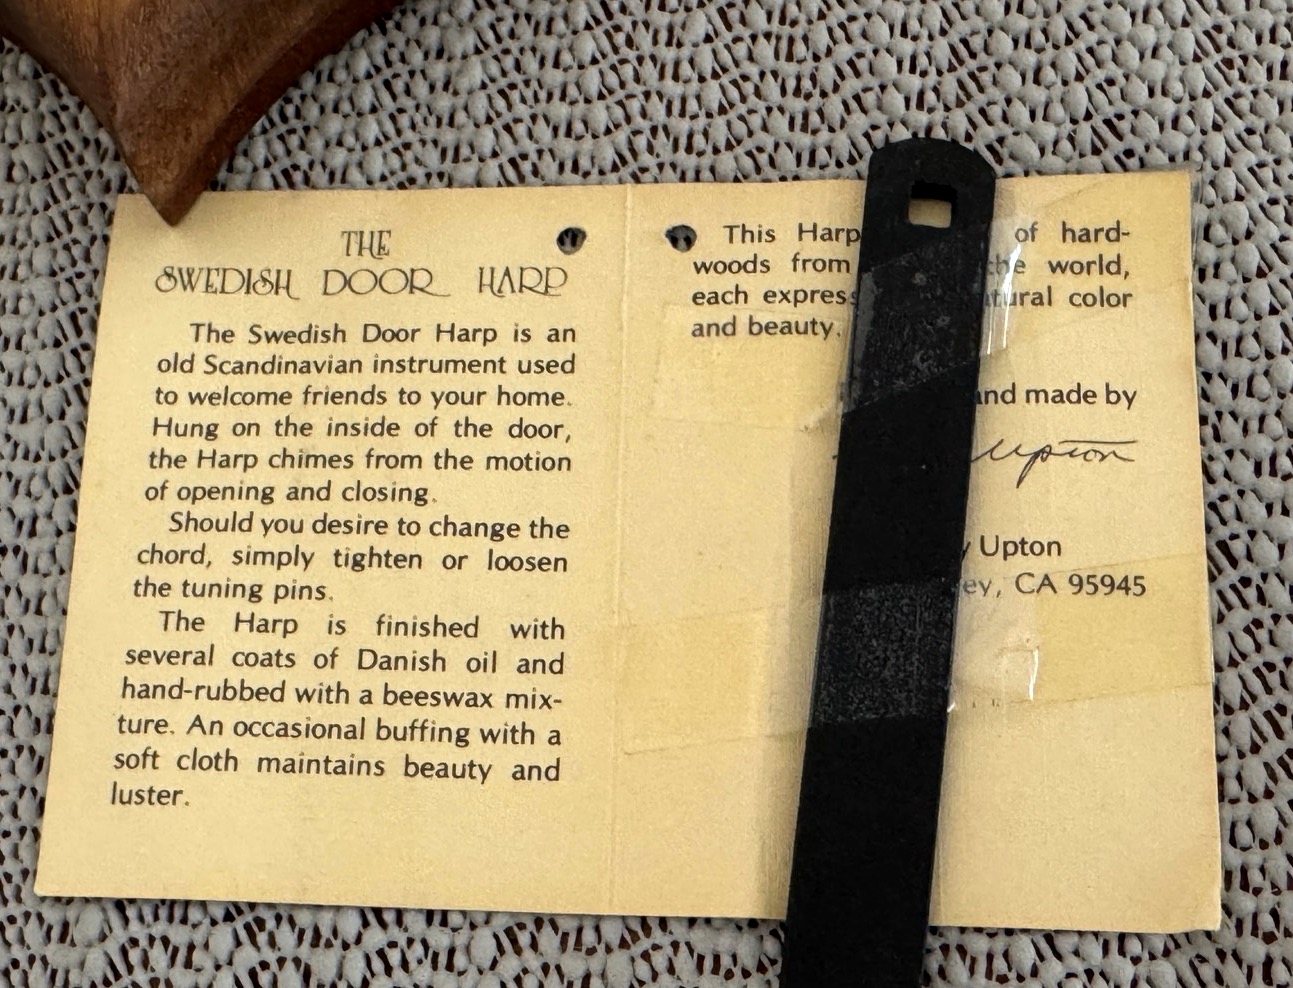 THE
SWEDISH DOOR HARP
The Swedish Door Harp is an
old Scandinavian instrument used
to welcome friends to your home.
Hung on the inside of the door,
the Harp chimes from the motion
of opening and closing.
Should you desire to change the
chord, simply tighten or loosen
the tuning pins.
The Harp is finished with
several coats of Danish oil and
hand-rubbed with a beeswax mix-
ture. An occasional buffing with a
soft cloth maintains beauty and
luster.
This Harp of hard-
woods from the world,
each color
and beauty.
made by
Upton
Upton
CA 95945